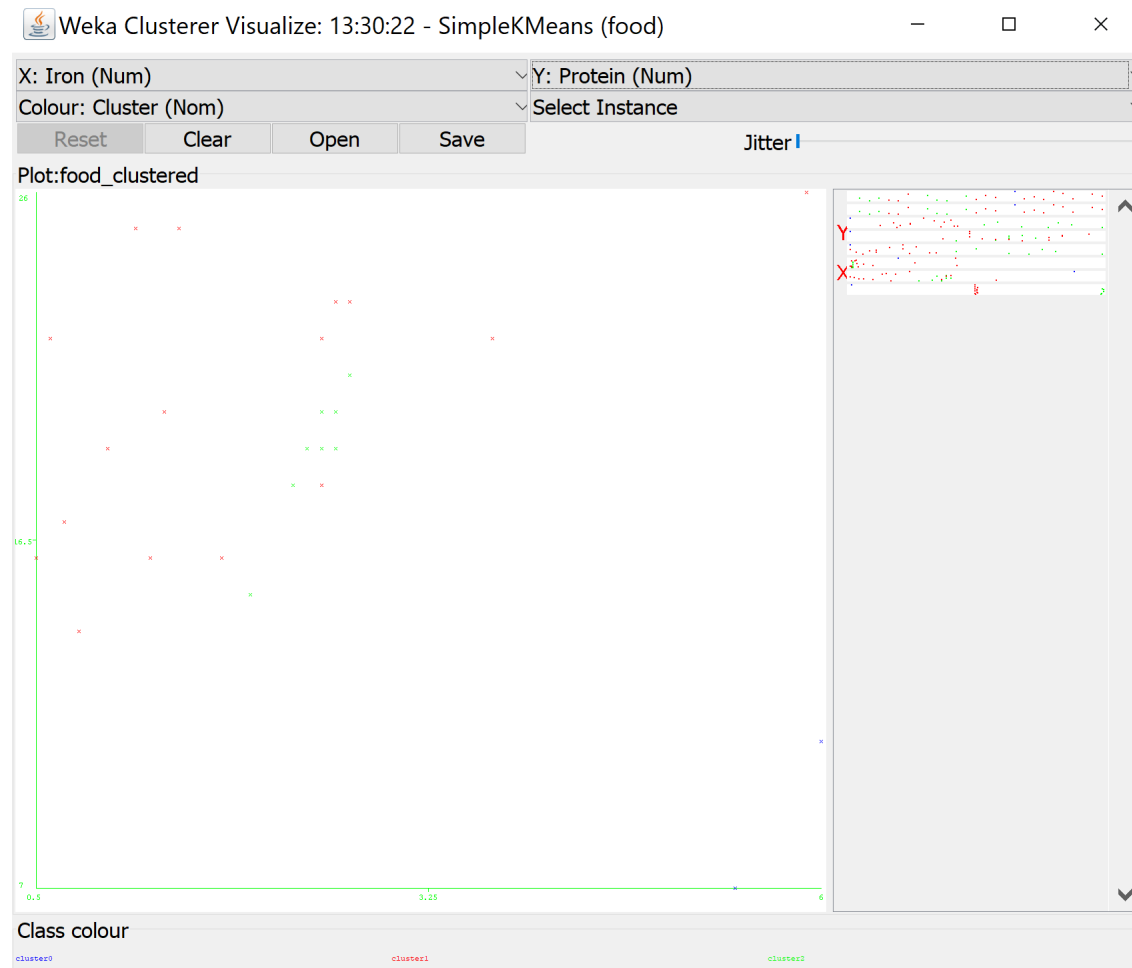 Weka Clusterer Visualize: 13:30:22 - SimpleKMeans (food)
X: Iron (Num) Y: Protein (Num)
Colour: Cluster (Nom) Select Instance
Reset Clear Open Save Jitter
Plot:food_clustered
26
Y
X
16.5
7
0.5 3.25 6
Class colour
cluster0 cluster1 cluster2